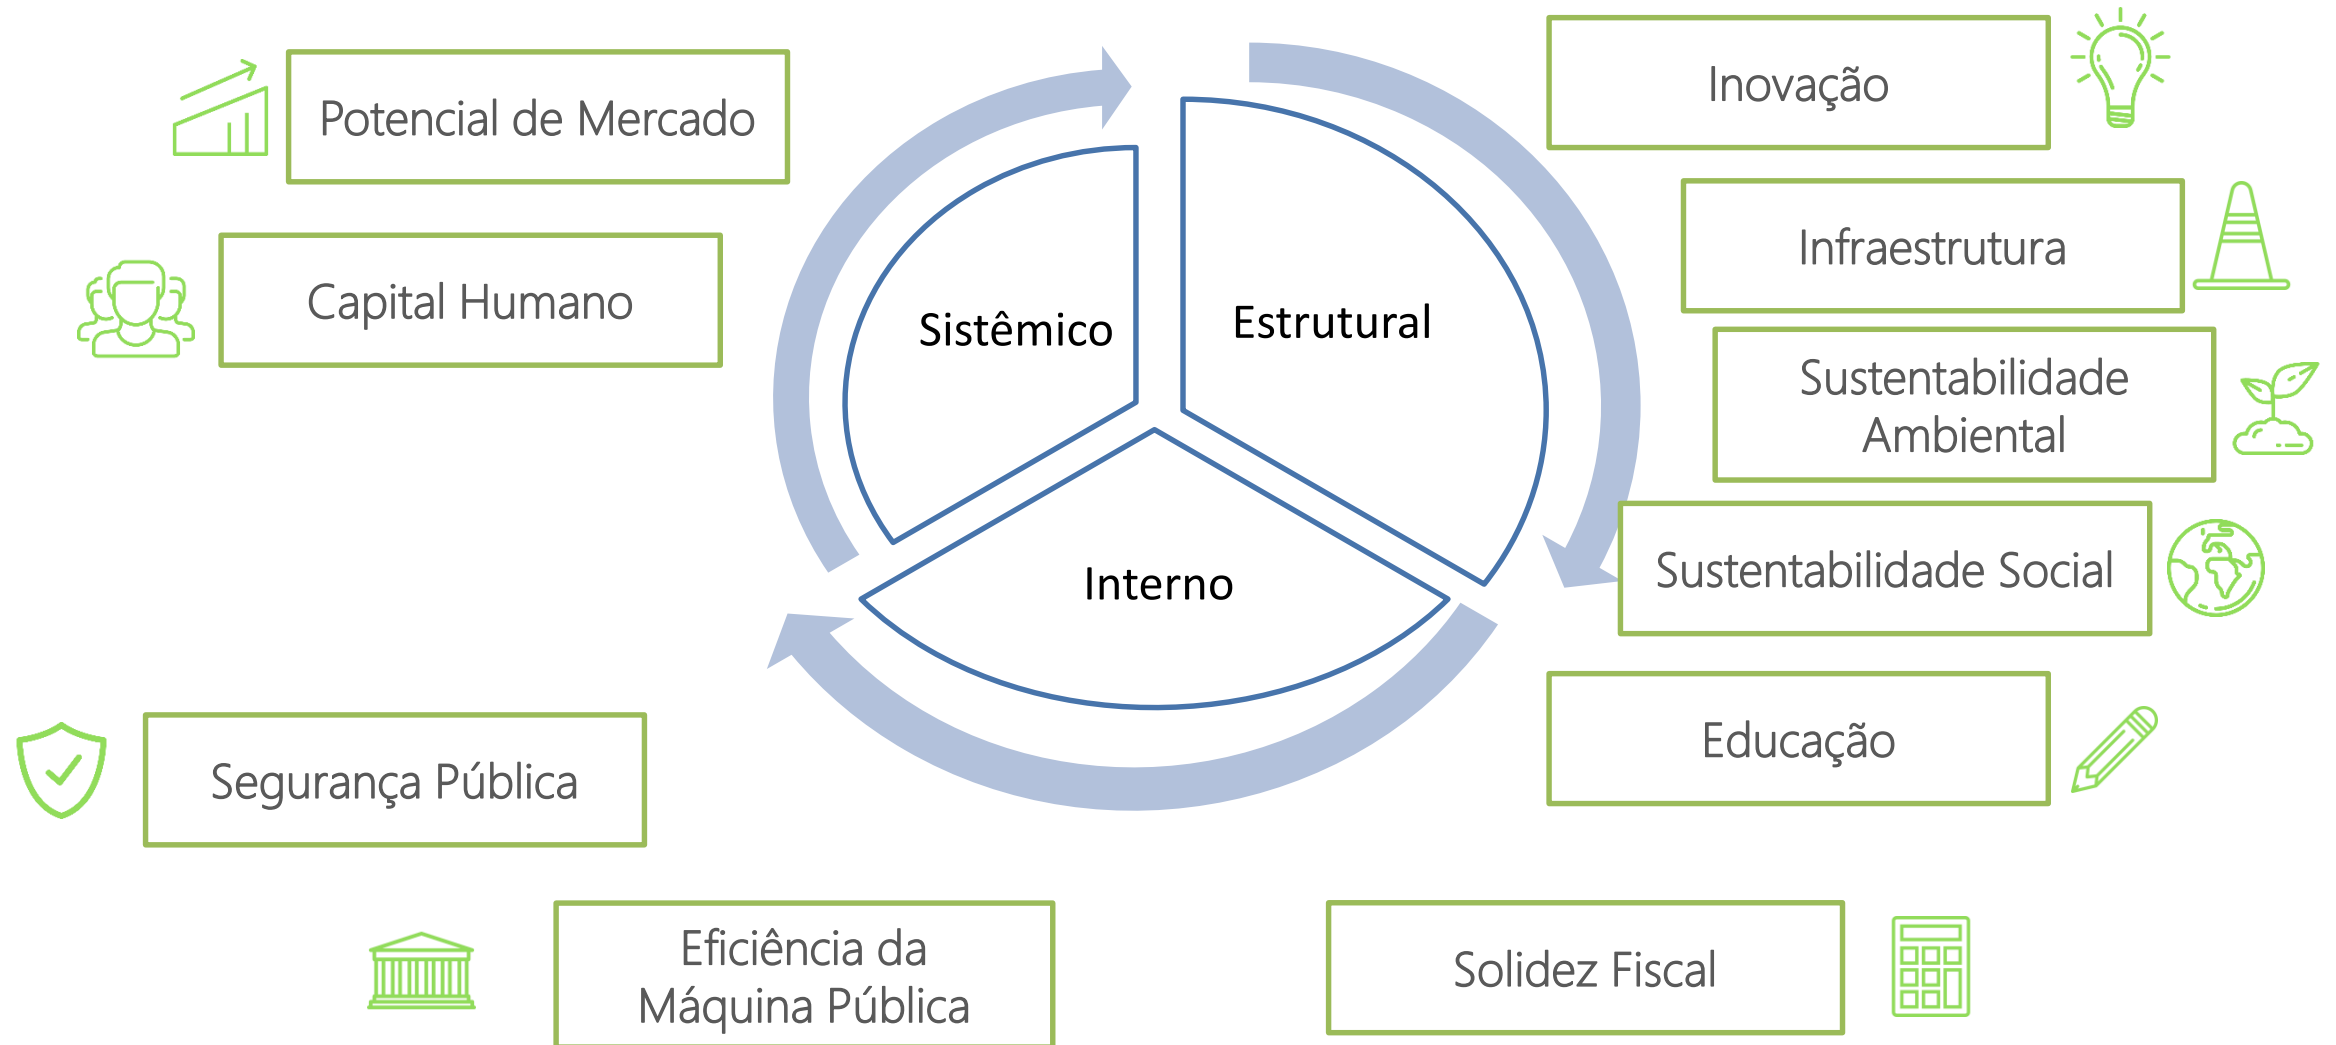 Potencial de Mercado
Capital Humano
Sistêmico
Estrutural
Interno
Inovação
Infraestrutura
Sustentabilidade
Ambiental
Sustentabilidade Social
Educação
Segurança Pública
Eficiência da
Máquina Pública
Solidez Fiscal